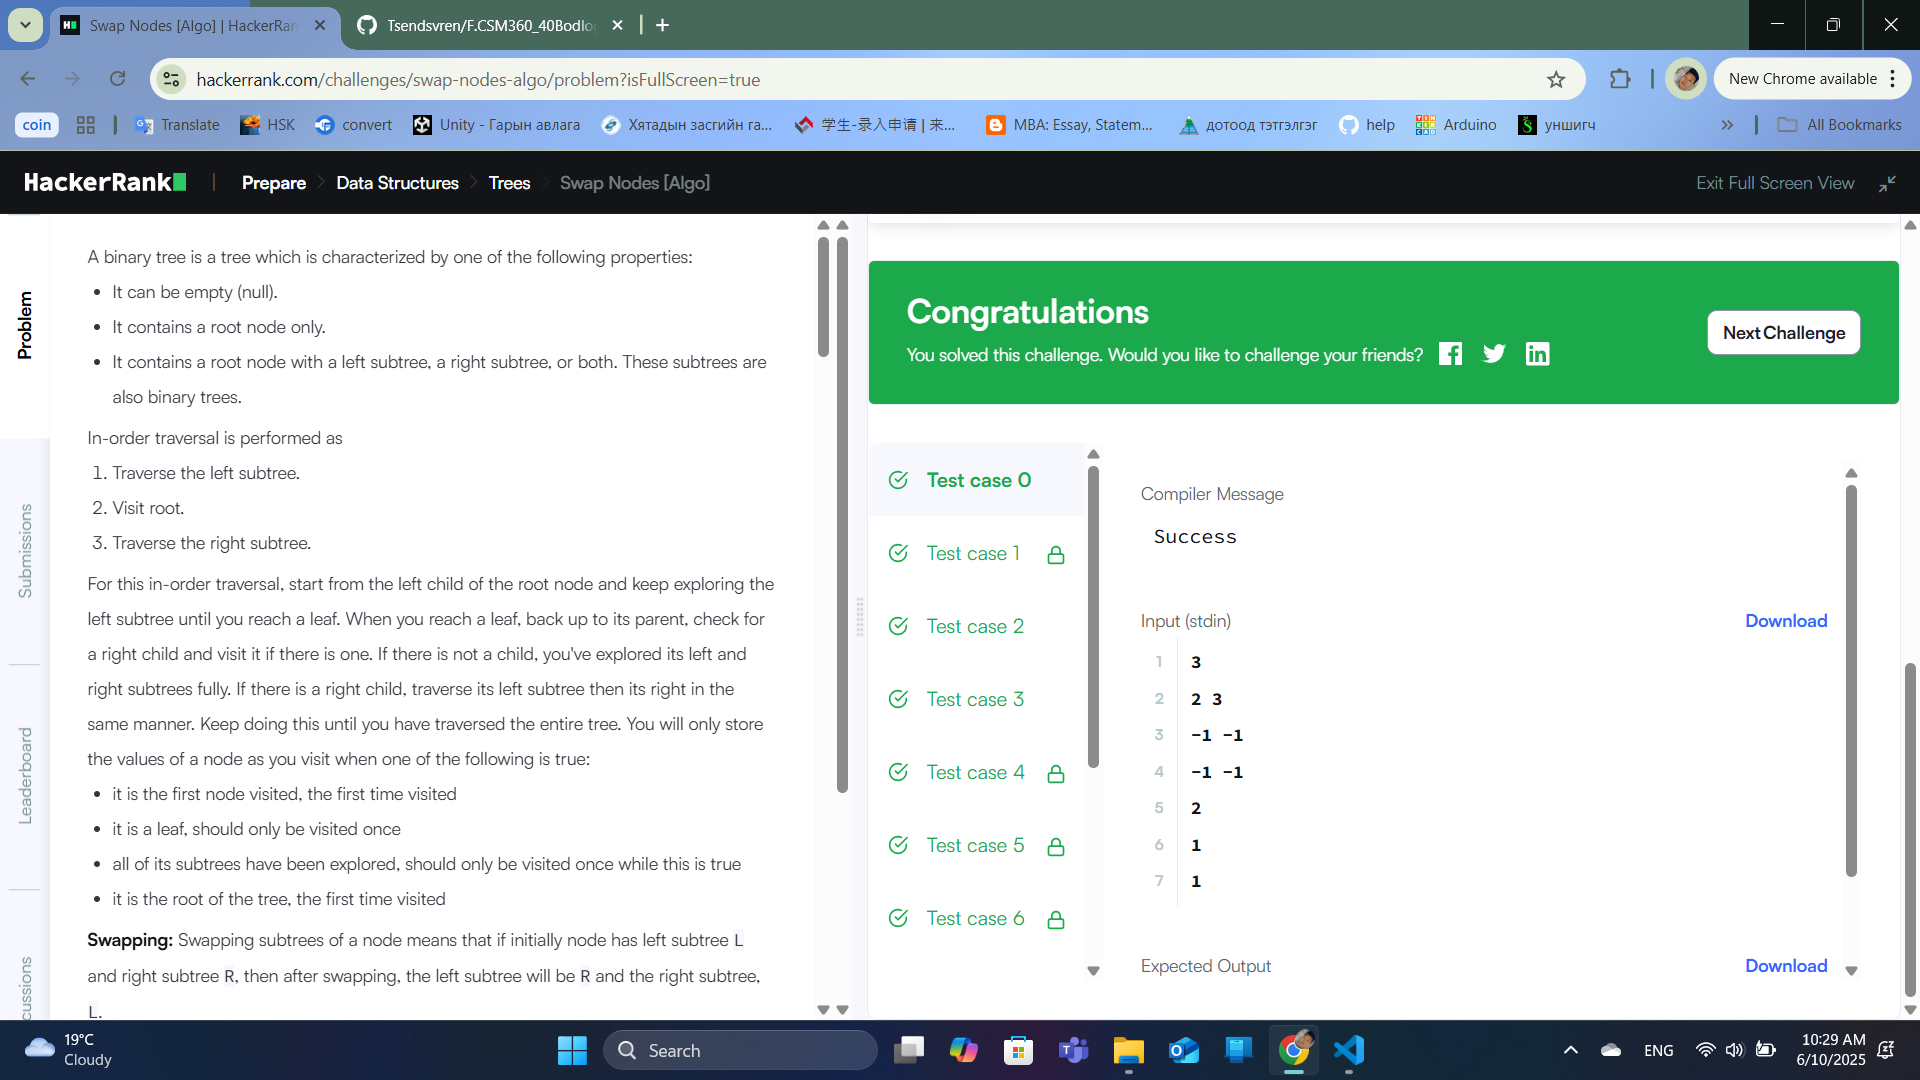 Swap Nodes [Algo] | HackerRan
Tsendsvren/F.CSM360_40Bodlo
hackerrank.com/challenges/swap-nodes-algo/problem?isFullScreen=true
New Chrome available
coin
Translate
HSK
convert
Unity - Гарын авлага
Хятадын засгийн га...
学生-录入申请 | 来...
MBA: Essay, Statem...
дотоод тэтгэлгэг
help
Arduino
уншигч
All Bookmarks
HackerRank
Prepare
Data Structures
Trees
Swap Nodes [Algo]
Exit Full Screen View
Problem
Submissions
Leaderboard
cussions
A binary tree is a tree which is characterized by one of the following properties:
• It can be empty (null).
• It contains a root node only.
• It contains a root node with a left subtree, a right subtree, or both. These subtrees are
also binary trees.
In-order traversal is performed as
1. Traverse the left subtree.
2. Visit root.
3. Traverse the right subtree.
For this in-order traversal, start from the left child of the root node and keep exploring the
left subtree until you reach a leaf. When you reach a leaf, back up to its parent, check for
a right child and visit it if there is one. If there is not a child, you've explored its left and
right subtrees fully. If there is a right child, traverse its left subtree then its right in the
same manner. Keep doing this until you have traversed the entire tree. You will only store
the values of a node as you visit when one of the following is true:
• it is the first node visited, the first time visited
• it is a leaf, should only be visited once
• all of its subtrees have been explored, should only be visited once while this is true
• it is the root of the tree, the first time visited
Swapping: Swapping subtrees of a node means that if initially node has left subtree L
and right subtree R, then after swapping, the left subtree will be R and the right subtree,
L.
Congratulations
You solved this challenge. Would you like to challenge your friends?
Next Challenge
Test case 0
Test case 1
Test case 2
Test case 3
Test case 4
Test case 5
Test case 6
Compiler Message
Success
Input (stdin)
Download
1 3
2 2 3
3 -1 -1
4 -1 -1
5 2
6 1
7 1
Expected Output
Download
19°C
Cloudy
Search
ENG
10:29 AM
6/10/2025